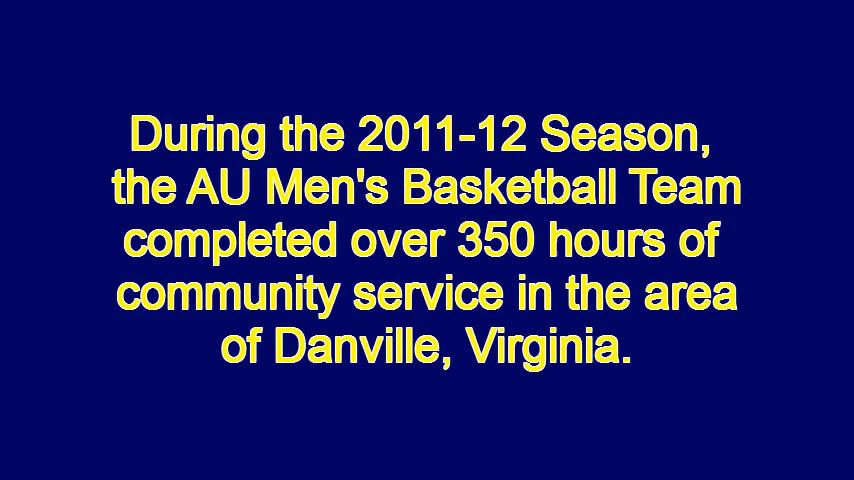 During the 2011-12 Season,
the AU Men's Basketball Team
completed over 350 hours of
community service in the area
of Danville, Virginia.